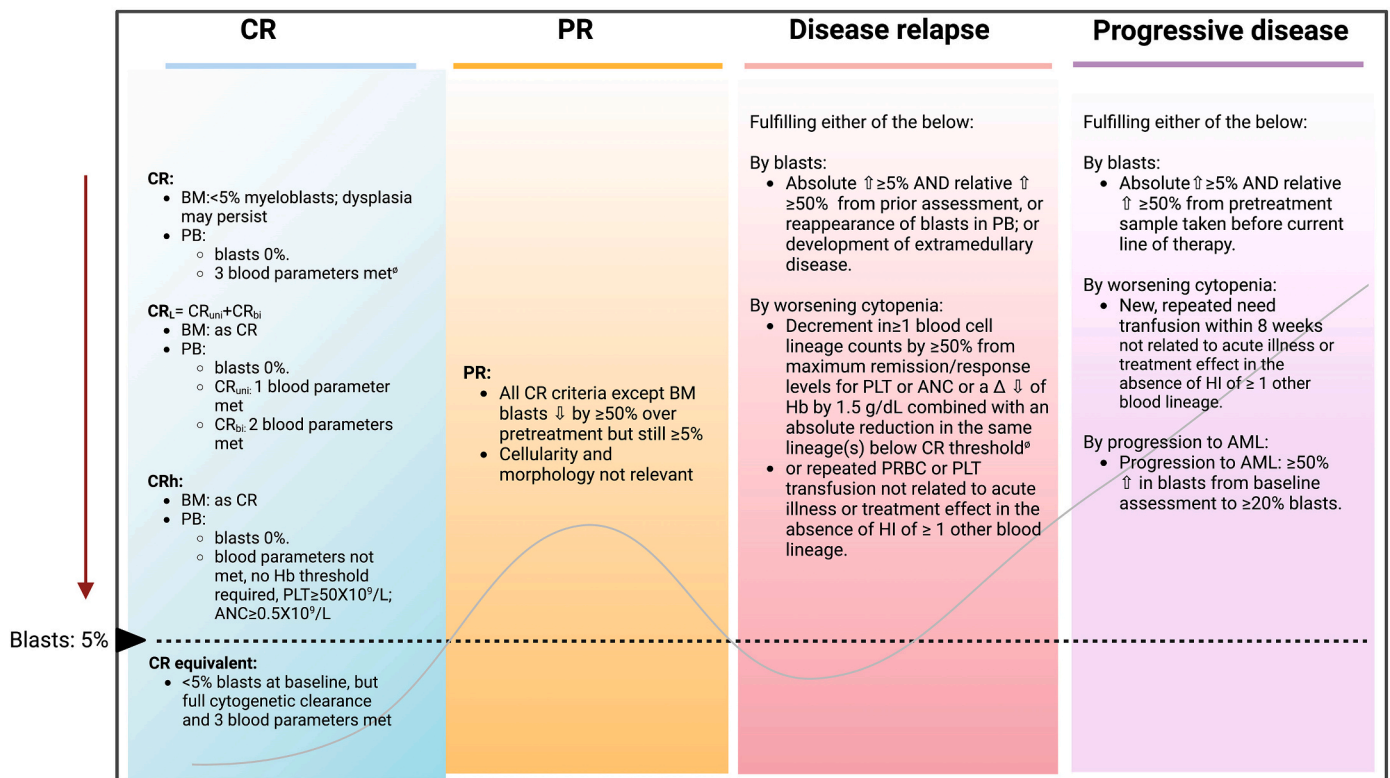 CR
PR
Disease relapse
Progressive disease
CR:
• BM:<5% myeloblasts; dysplasia
may persist
• PB:
◦ blasts 0%.
◦ 3 blood parameters metᶲ
CR_L= CR_uni+CR_bi
• BM: as CR
• PB:
◦ blasts 0%.
◦ CR_uni: 1 blood parameter
met
◦ CR_bi: 2 blood parameters
met
CRh:
• BM: as CR
• PB:
◦ blasts 0%.
◦ blood parameters not
met, no Hb threshold
required, PLT≥50X10⁹/L;
ANC≥0.5X10⁹/L
Blasts: 5%
CR equivalent:
• <5% blasts at baseline, but
full cytogenetic clearance
and 3 blood parameters met
PR:
• All CR criteria except BM
blasts ⇩ by ≥50% over
pretreatment but still ≥5%
• Cellularity and
morphology not relevant
Fulfilling either of the below:
By blasts:
• Absolute ⇧≥5% AND relative ⇧
≥50% from prior assessment, or
reappearance of blasts in PB; or
development of extramedullary
disease.
By worsening cytopenia:
• Decrement in≥1 blood cell
lineage counts by ≥50% from
maximum remission/response
levels for PLT or ANC or a Δ ⇩ of
Hb by 1.5 g/dL combined with an
absolute reduction in the same
lineage(s) below CR thresholdᶲ
• or repeated PRBC or PLT
transfusion not related to acute
illness or treatment effect in the
absence of HI of ≥ 1 other blood
lineage.
Fulfilling either of the below:
By blasts:
• Absolute⇧≥5% AND relative
⇧ ≥50% from pretreatment
sample taken before current
line of therapy.
By worsening cytopenia:
• New, repeated need
tranfusion within 8 weeks
not related to acute illness or
treatment effect in the
absence of HI of ≥ 1 other
blood lineage.
By progression to AML:
• Progression to AML: ≥50%
⇧ in blasts from baseline
assessment to ≥20% blasts.